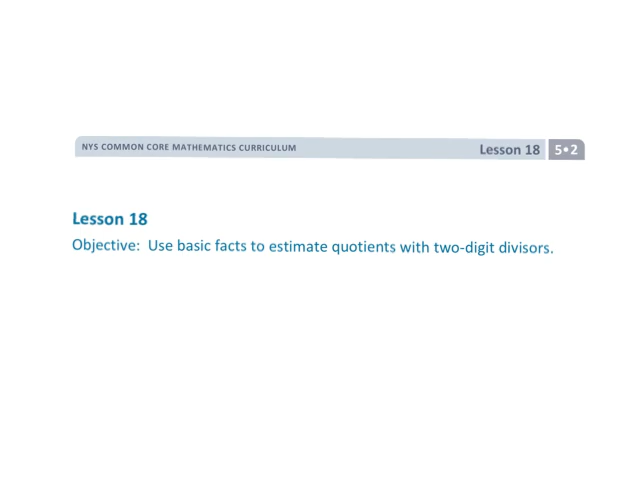 NYS COMMON CORE MATHEMATICS CURRICULUM Lesson 18 5•2
Lesson 18
Objective: Use basic facts to estimate quotients with two-digit divisors.